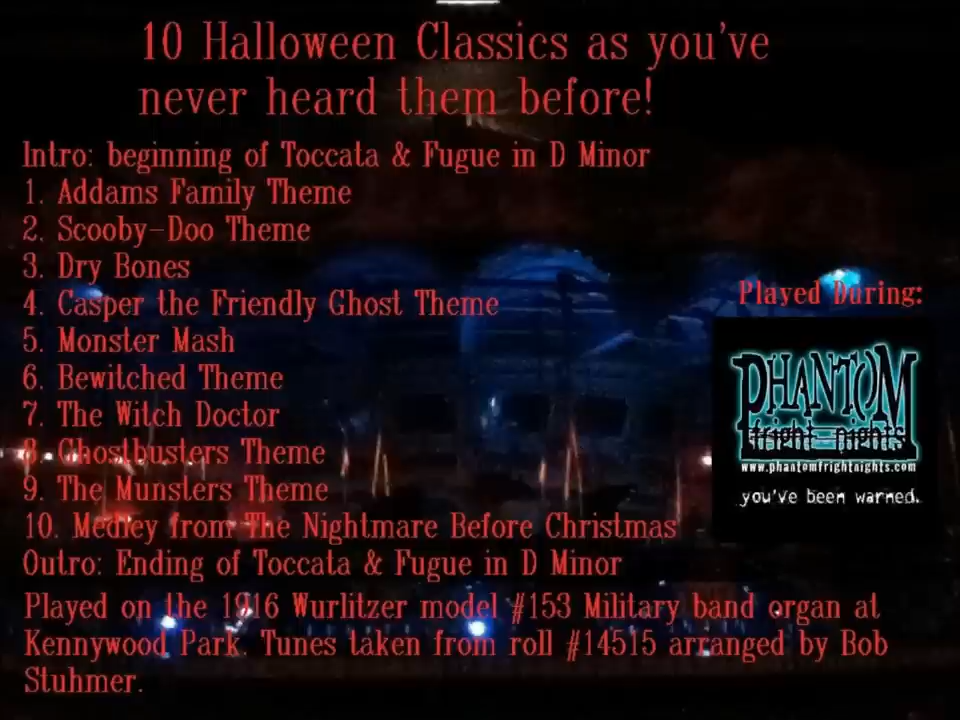 10 Halloween Classics as you've
never heard them before!
Intro: beginning of Toccata & Fugue in D Minor
1. Addams Family Theme
2. Scooby-Doo Theme
3. Dry Bones
4. Casper the Friendly Ghost Theme
5. Monster Mash
6. Bewitched Theme
7. The Witch Doctor
8. Ghostbusters Theme
9. The Munsters Theme
10. Medley from The Nightmare Before Christmas
Outro: Ending of Toccata & Fugue in D Minor
Played on the 1916 Wurlitzer model #153 Military band organ at
Kennywood Park. Tunes taken from roll #14515 arranged by Bob
Stuhmer.
Played During:
PHANTOM
fright nights
www.phantomfrightnights.com
you've been warned.